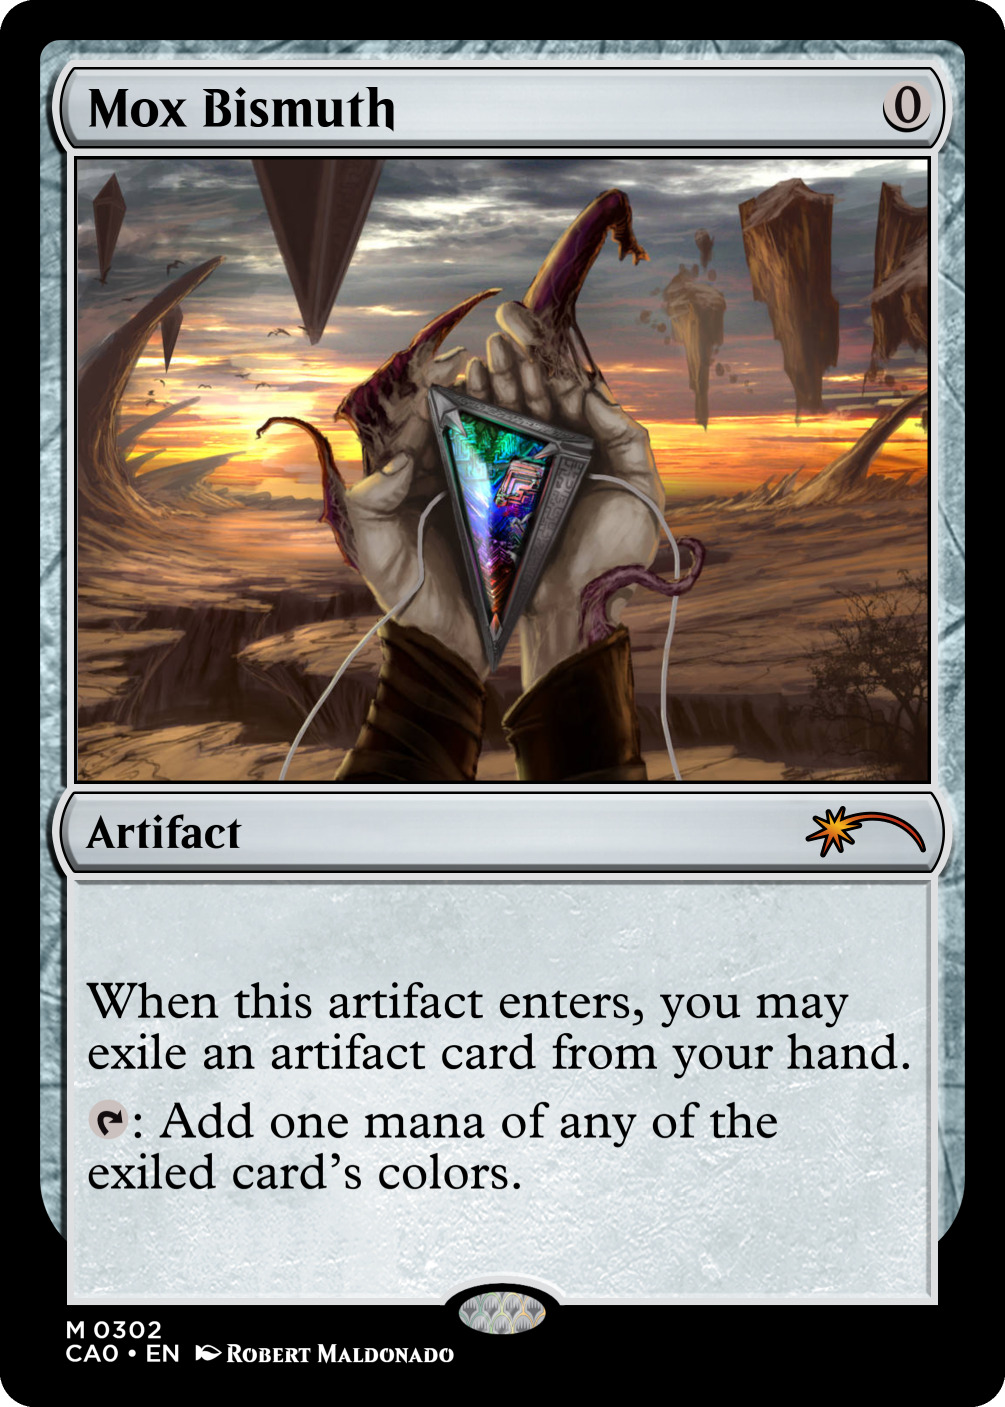 Mox Bismuth 0
Artifact
When this artifact enters, you may
exile an artifact card from your hand.
: Add one mana of any of the
exiled card's colors.
M 0302
CAO • EN Robert Maldonado